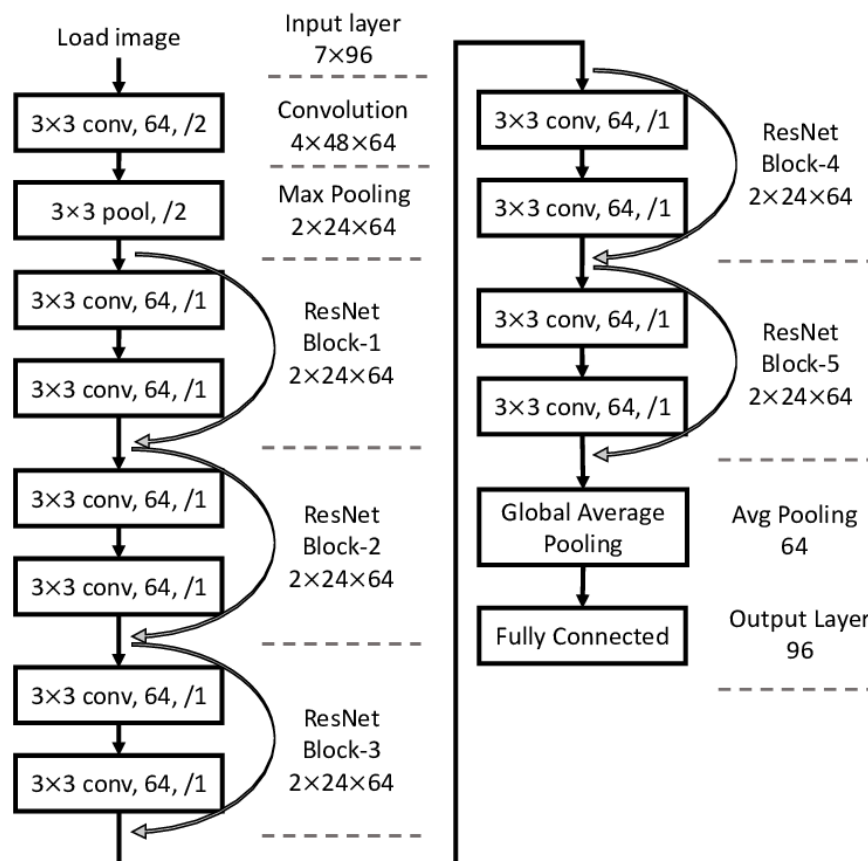 Load image
Input layer
7×96
3×3 conv, 64, /2
Convolution
4×48×64
3×3 pool, /2
Max Pooling
2×24×64
3×3 conv, 64, /1
3×3 conv, 64, /1
ResNet
Block-1
2×24×64
3×3 conv, 64, /1
3×3 conv, 64, /1
ResNet
Block-2
2×24×64
3×3 conv, 64, /1
3×3 conv, 64, /1
ResNet
Block-3
2×24×64
3×3 conv, 64, /1
3×3 conv, 64, /1
ResNet
Block-4
2×24×64
3×3 conv, 64, /1
3×3 conv, 64, /1
ResNet
Block-5
2×24×64
Global Average
Pooling
Avg Pooling
64
Fully Connected
Output Layer
96